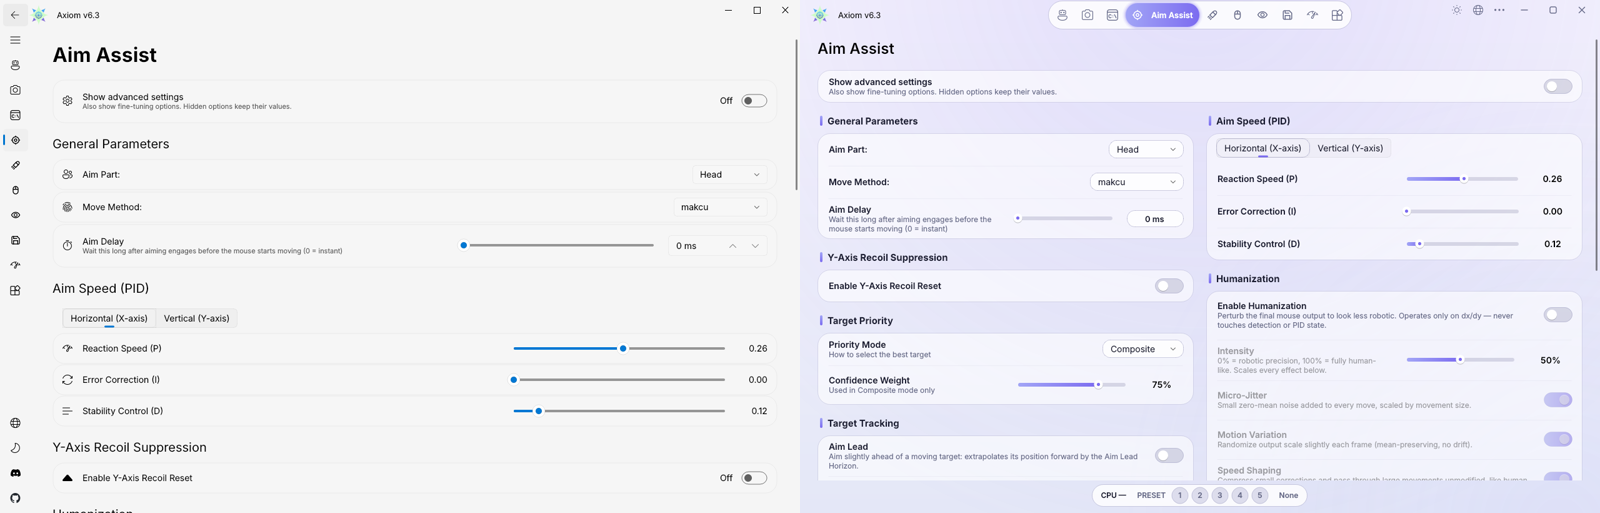 Axiom v6.3
Aim Assist
Show advanced settings
Also show fine-tuning options. Hidden options keep their values.
Off
General Parameters
Aim Part:
Head
Move Method:
makcu
Aim Delay
Wait this long after aiming engages before the mouse starts moving (0 = instant)
0 ms
Aim Speed (PID)
Horizontal (X-axis)
Vertical (Y-axis)
Reaction Speed (P)
0.26
Error Correction (I)
0.00
Stability Control (D)
0.12
Y-Axis Recoil Suppression
Enable Y-Axis Recoil Reset
Off
Axiom v6.3
Aim Assist
Aim Assist
Show advanced settings
Also show fine-tuning options. Hidden options keep their values.
General Parameters
Aim Part:
Head
Move Method:
makcu
Aim Delay
Wait this long after aiming engages before the
mouse starts moving (0 = instant)
0 ms
Y-Axis Recoil Suppression
Enable Y-Axis Recoil Reset
Target Priority
Priority Mode
How to select the best target
Composite
Confidence Weight
Used in Composite mode only
75%
Target Tracking
Aim Lead
Aim slightly ahead of a moving target: extrapolates its position forward by the Aim Lead
Horizon.
Aim Speed (PID)
Horizontal (X-axis)
Vertical (Y-axis)
Reaction Speed (P)
0.26
Error Correction (I)
0.00
Stability Control (D)
0.12
Humanization
Enable Humanization
Perturb the final mouse output to look less robotic. Operates only on dx/dy — never
touches detection or PID state.
Intensity
0% = robotic precision, 100% = fully human-
like. Scales every effect below.
50%
Micro-Jitter
Small zero-mean noise added to every move, scaled by movement size.
Motion Variation
Randomize output scale slightly each frame (mean-preserving, no drift).
Speed Shaping
CPU —
PRESET
1
2
3
4
5
None